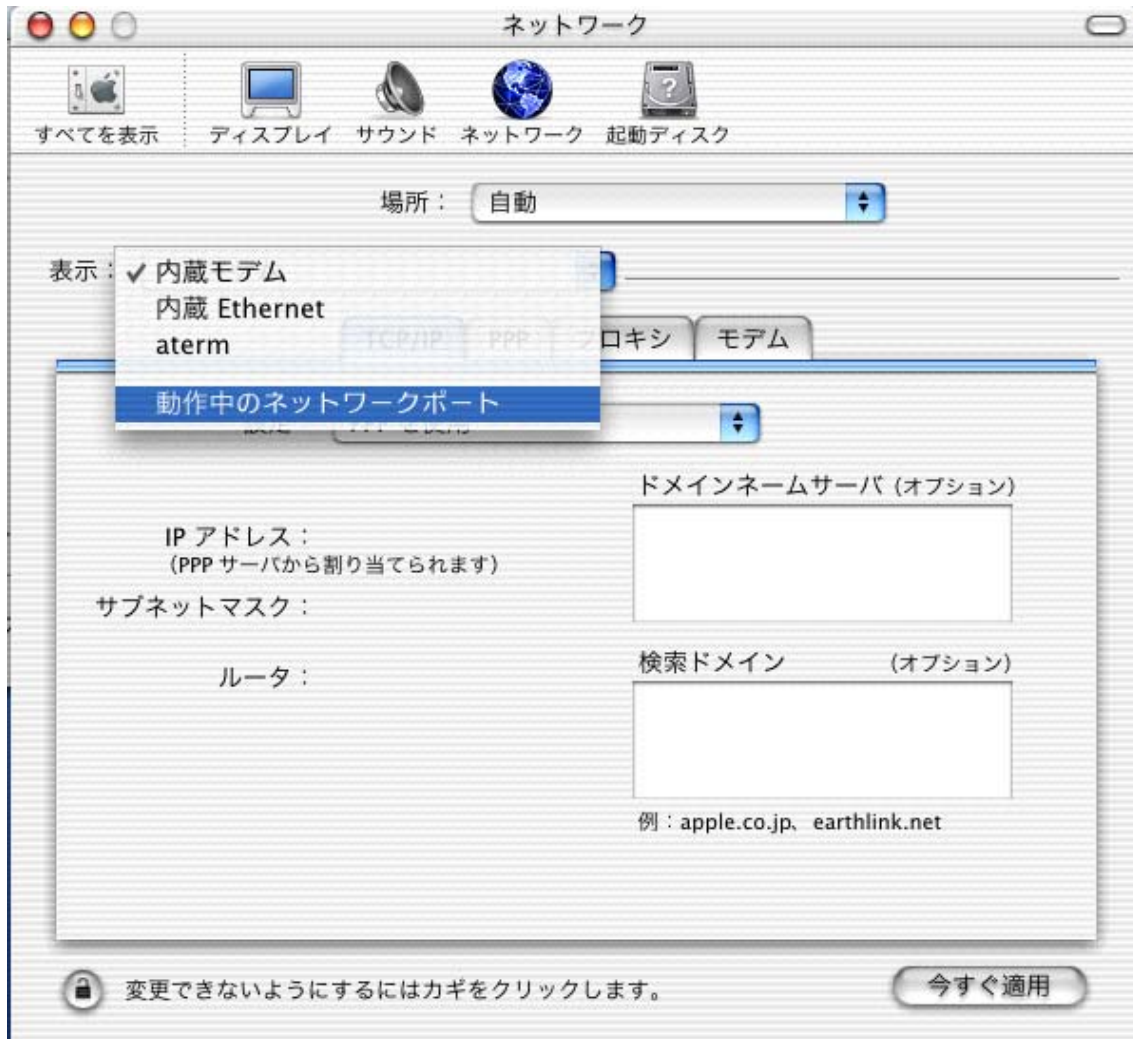 ネットワーク
すべてを表示 ディスプレイ サウンド ネットワーク 起動ディスク
場所： 自動
表示： ✓ 内蔵モデム
内蔵 Ethernet
aterm
動作中のネットワークポート
TCP/IP PPP プロキシ モデム
ドメインネームサーバ (オプション)
IP アドレス：
(PPP サーバから割り当てられます)
サブネットマスク：
ルータ：
検索ドメイン (オプション)
例：apple.co.jp、earthlink.net
変更できないようにするにはカギをクリックします。
今すぐ適用